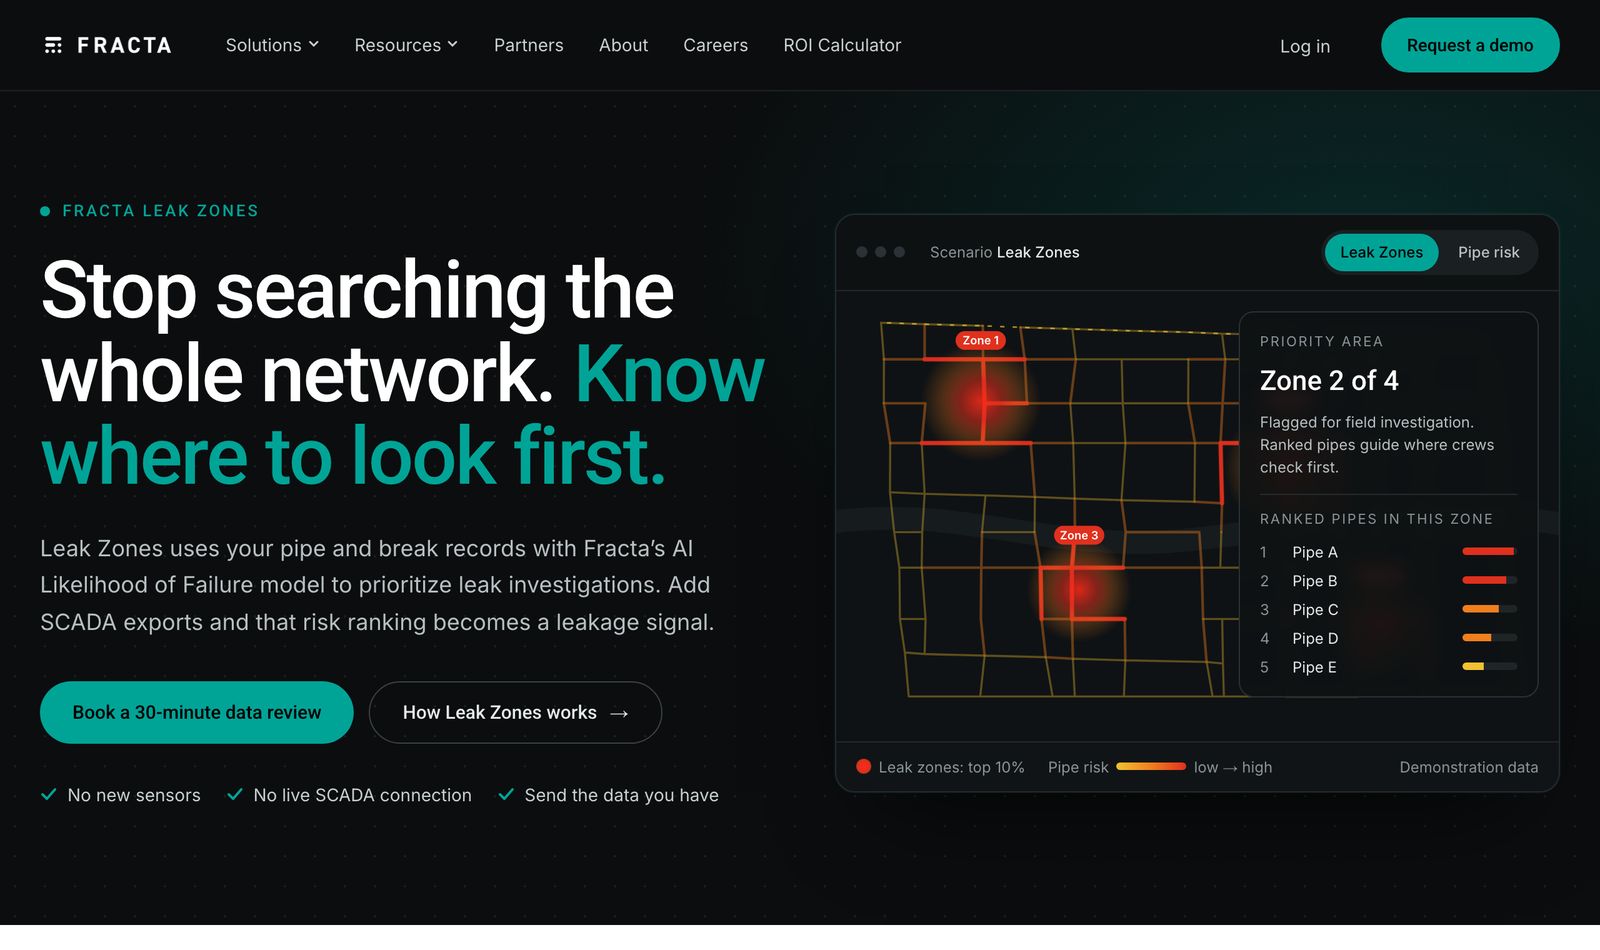 FRACTA
Solutions
Resources
Partners
About
Careers
ROI Calculator
Log in
Request a demo
FRACTA LEAK ZONES
Stop searching the
whole network. Know
where to look first.
Leak Zones uses your pipe and break records with Fracta’s AI
Likelihood of Failure model to prioritize leak investigations. Add
SCADA exports and that risk ranking becomes a leakage signal.
Book a 30-minute data review
How Leak Zones works →
No new sensors
No live SCADA connection
Send the data you have
Scenario Leak Zones
Leak Zones
Pipe risk
Zone 1
Zone 3
PRIORITY AREA
Zone 2 of 4
Flagged for field investigation.
Ranked pipes guide where crews
check first.
RANKED PIPES IN THIS ZONE
1 Pipe A
2 Pipe B
3 Pipe C
4 Pipe D
5 Pipe E
Leak zones: top 10%
Pipe risk
low → high
Demonstration data